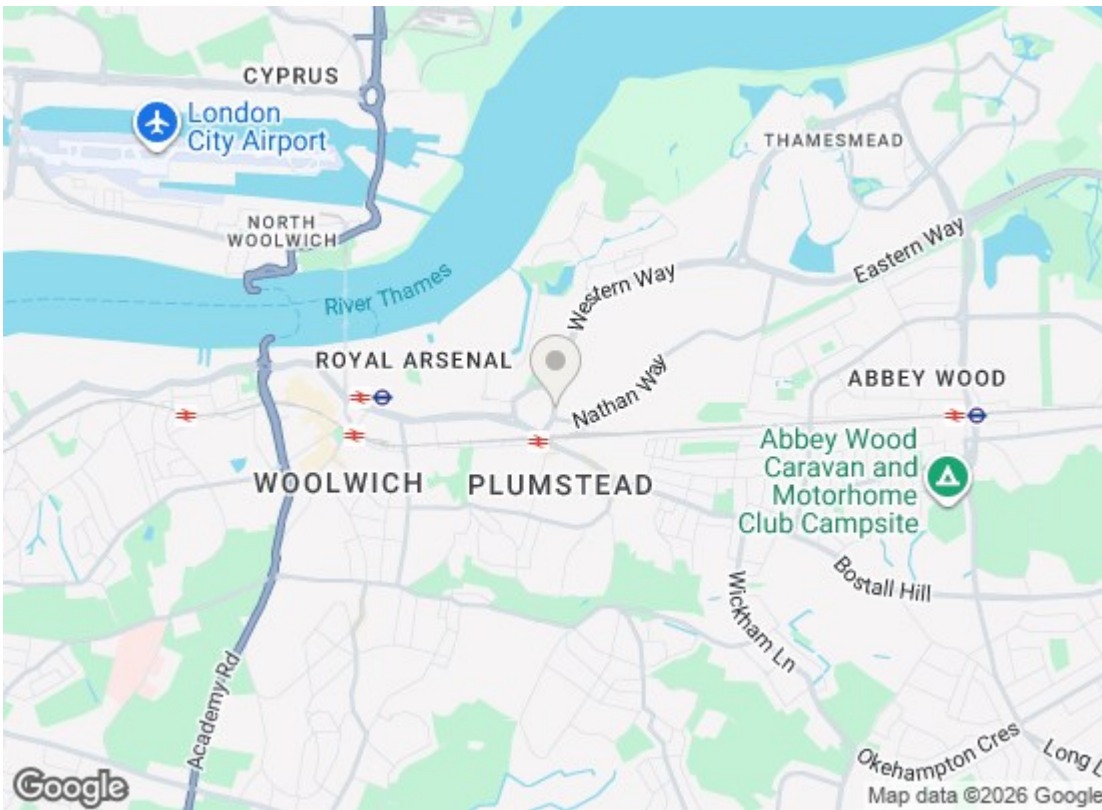 CYPRUS
London
City Airport
THAMESMEAD
NORTH
WOOLWICH
Eastern Way
River Thames
Western Way
ROYAL ARSENAL
Nathan Way
ABBEY WOOD
Abbey Wood
Caravan and
Motorhome
Club Campsite
WOOLWICH
PLUMSTEAD
Bostall Hill
Wickham Ln
Academy Rd
Okehampton Cres
Long L
Google
Map data ©2026 Google